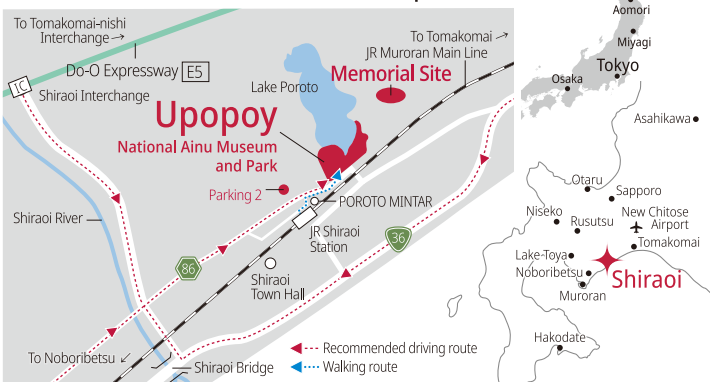 To Tomakomai-nishi
Interchange →
Do-O Expressway E5
IC
Shiraoi Interchange
Lake Poroto
To Tomakomai →
JR Muroran Main Line
Memorial Site
Upopoy
National Ainu Museum
and Park
Parking 2
POROTO MINTAR
Shiraoi River
JR Shiraoi
Station
36
86
Shiraoi
Town Hall
To Noboribetsu ↙
Shiraoi Bridge
Recommended driving route
Walking route
Aomori
Miyagi
Tokyo
Osaka
Asahikawa
Otaru
Sapporo
Niseko
Rusutsu
New Chitose
Airport
Tomakomai
Lake-Toya
Noboribetsu
Shiraoi
Muroran
Hakodate